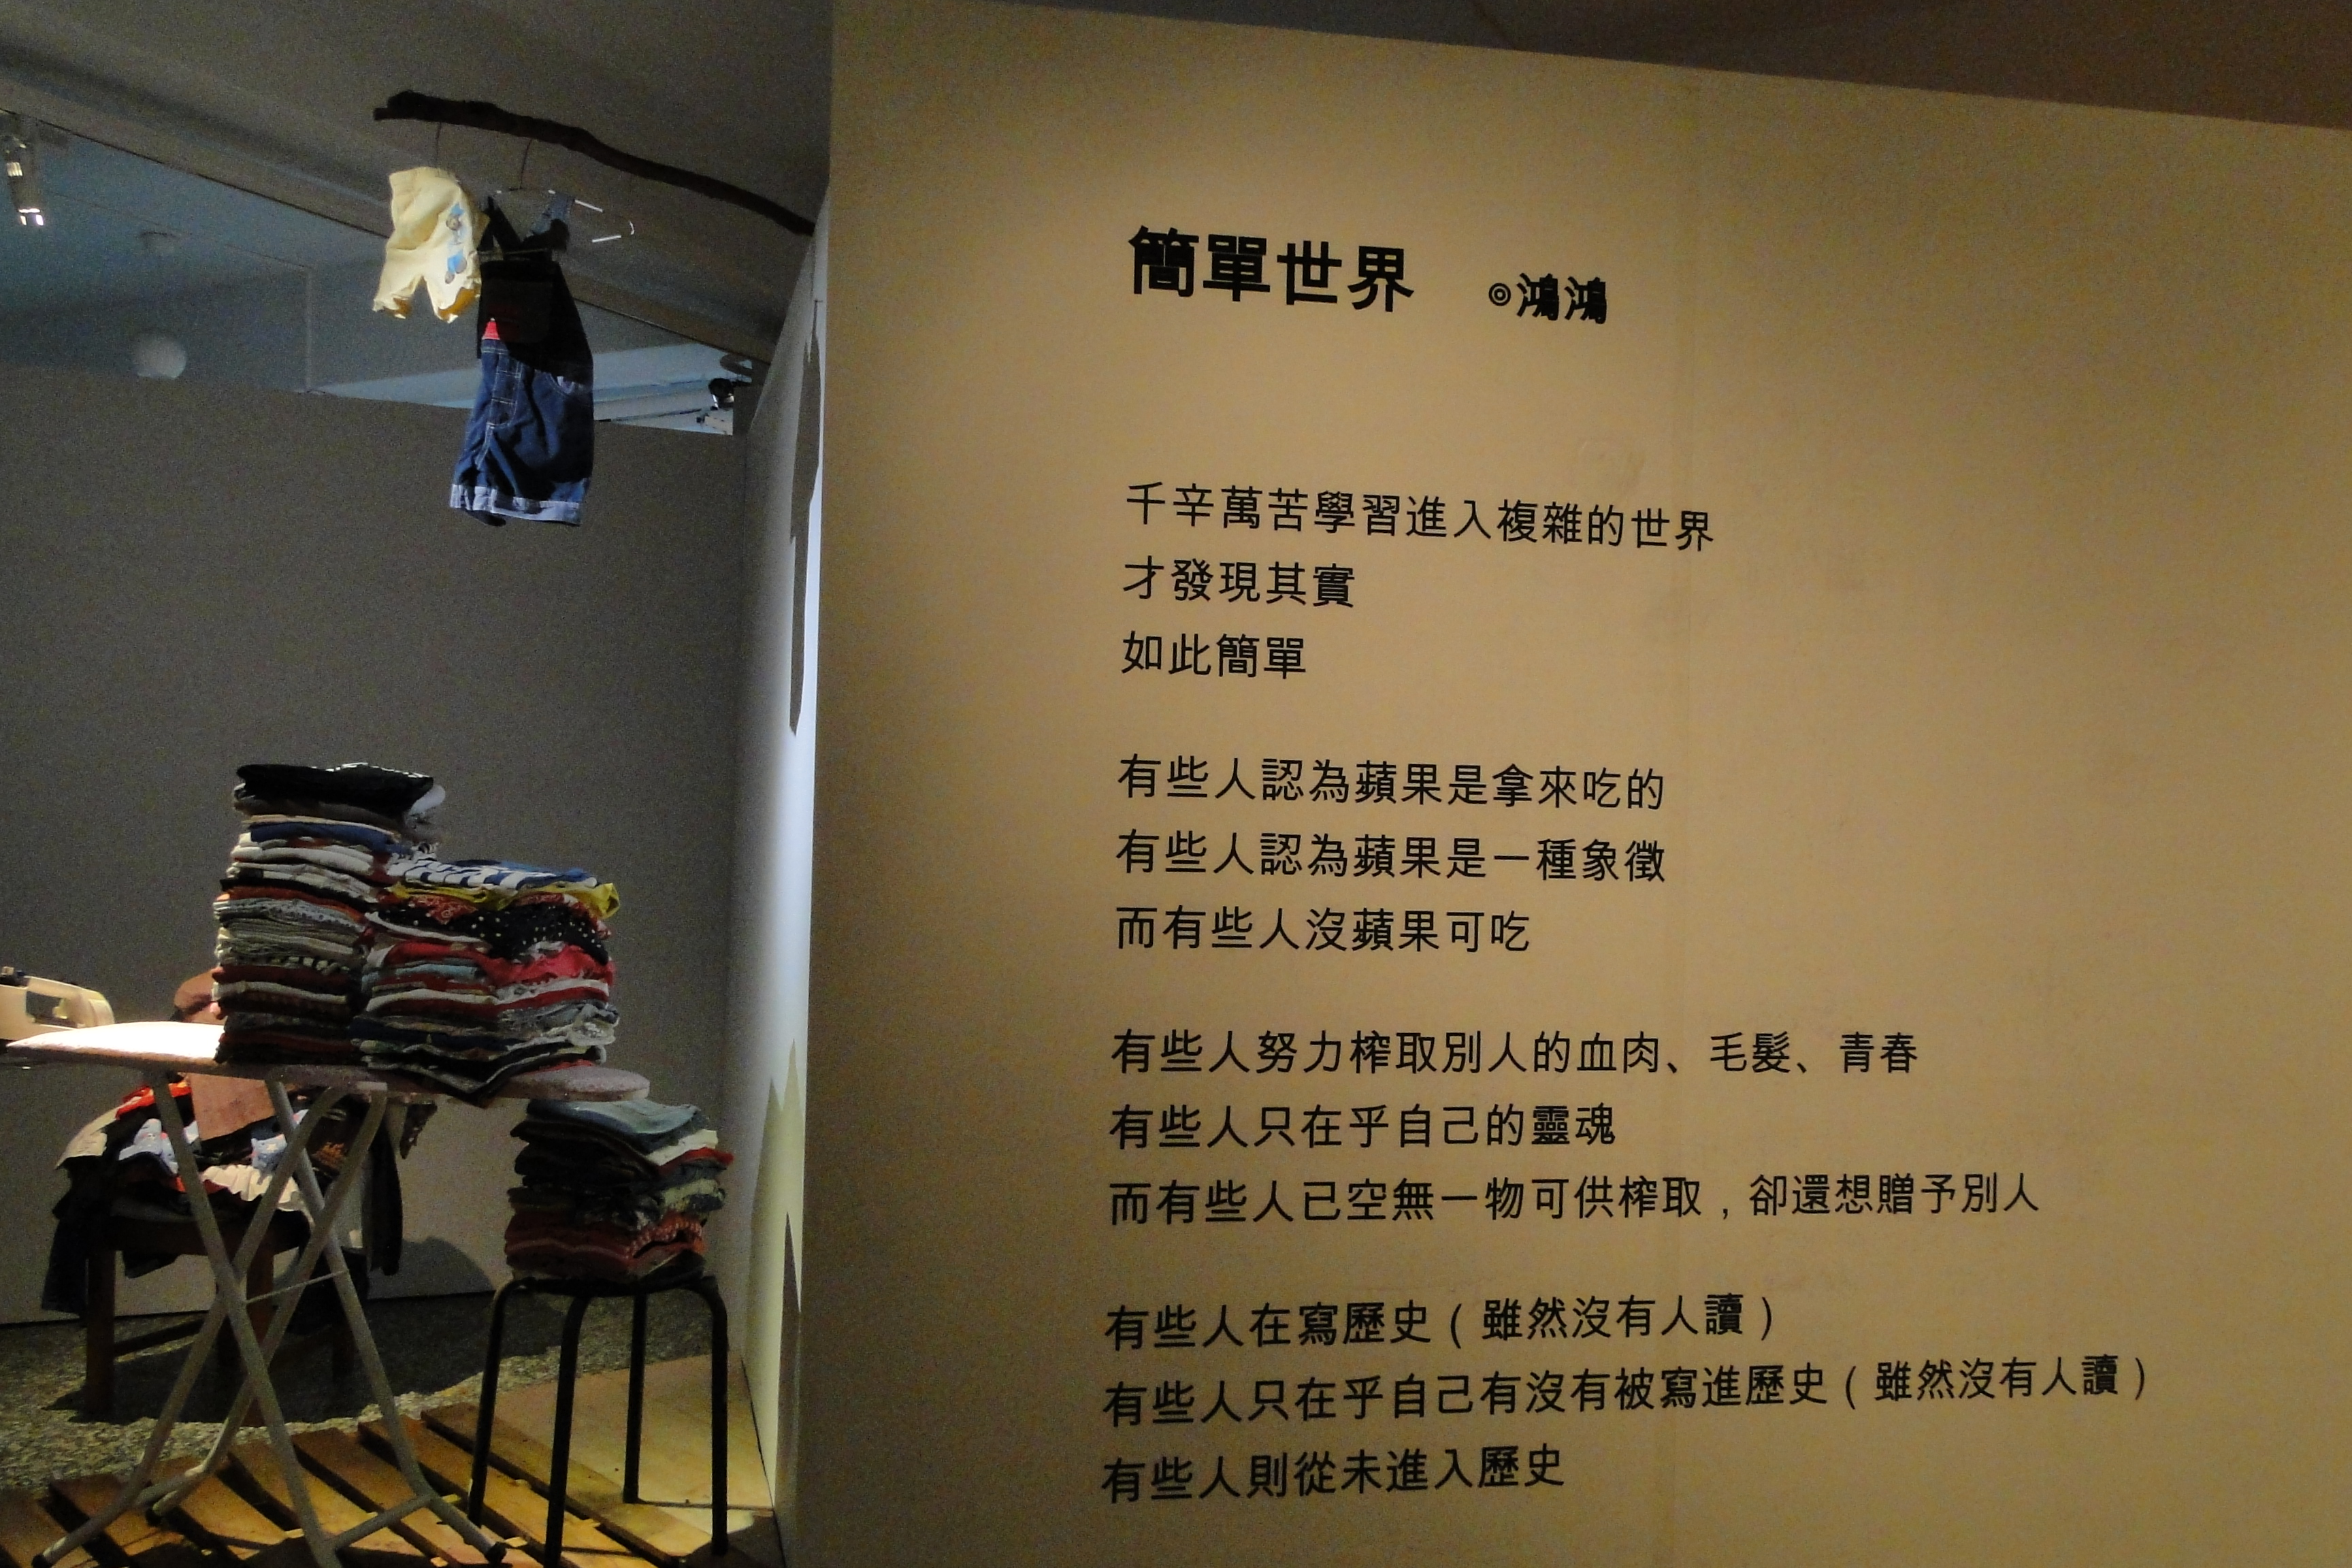 簡單世界 ◎鴻鴻
千辛萬苦學習進入複雜的世界
才發現其實
如此簡單
有些人認為蘋果是拿來吃的
有些人認為蘋果是一種象徵
而有些人沒蘋果可吃
有些人努力榨取別人的血肉、毛髮、青春
有些人只在乎自己的靈魂
而有些人已空無一物可供榨取，卻還想贈予別人
有些人在寫歷史（雖然沒有人讀）
有些人只在乎自己有沒有被寫進歷史（雖然沒有人讀）
有些人則從未進入歷史